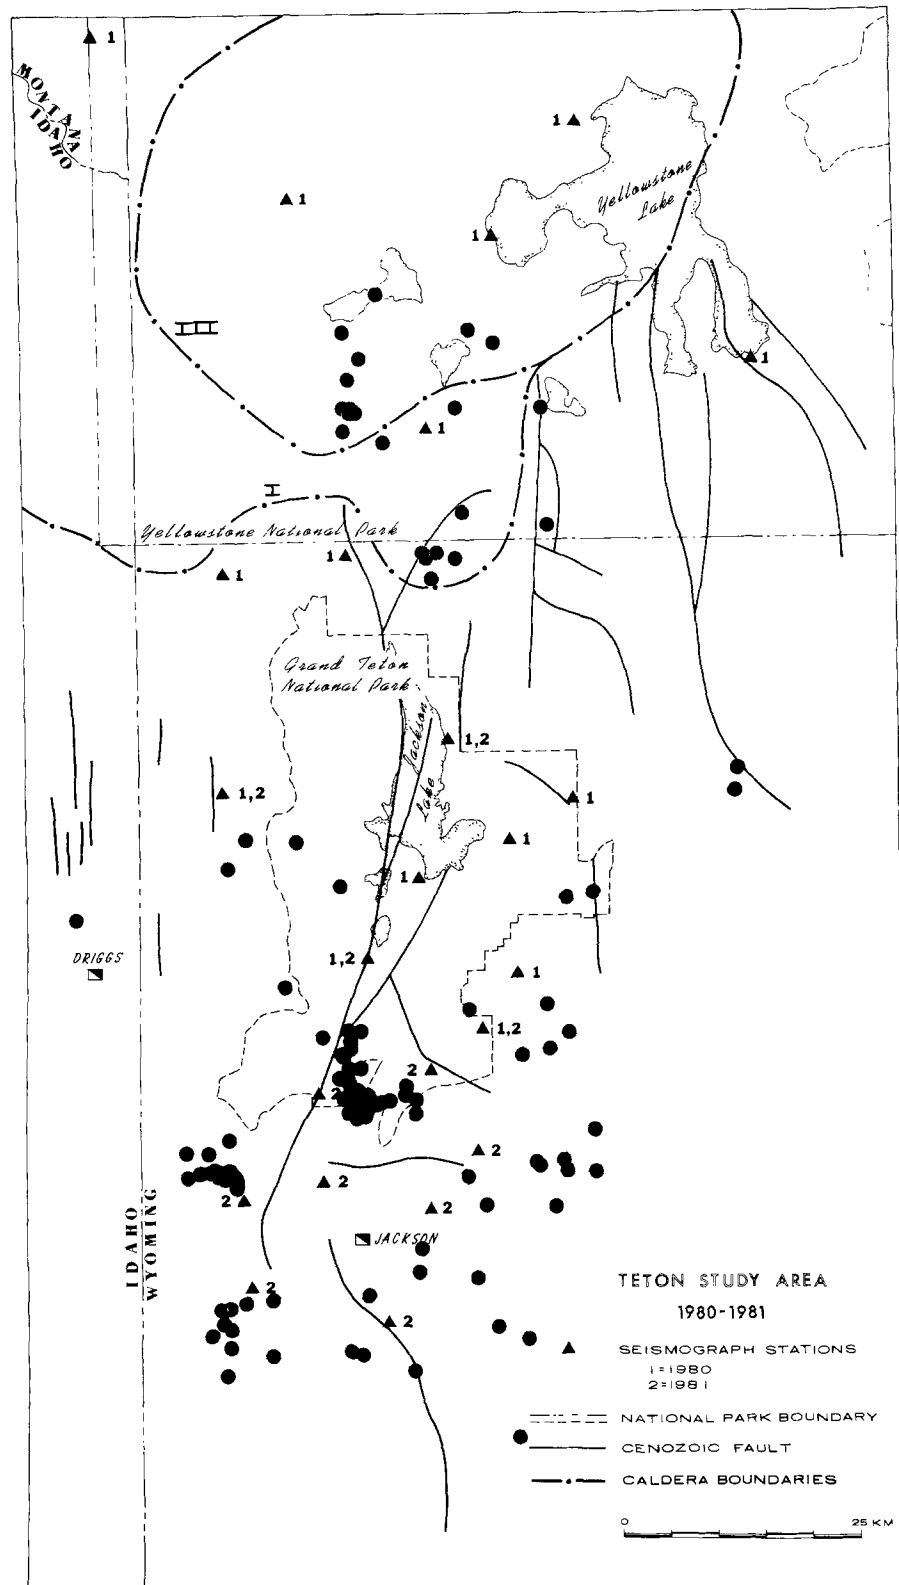 1
MONTANA
IDAHO
1
Yellowstone
Lake
1
1
III
1
1
I
Yellowstone National Park
1
1
Grand Teton
National Park
Jackson
Lake
1,2
1,2
1
1
1
DRIGGS
1,2
1
1,2
2
2
2
2
2
2
JACKSON
IDAHO
WYOMING
2
2
TETON STUDY AREA
1980-1981
SEISMOGRAPH STATIONS
1=1980
2=1981
NATIONAL PARK BOUNDARY
CENOZOIC FAULT
CALDERA BOUNDARIES
0 25 KM